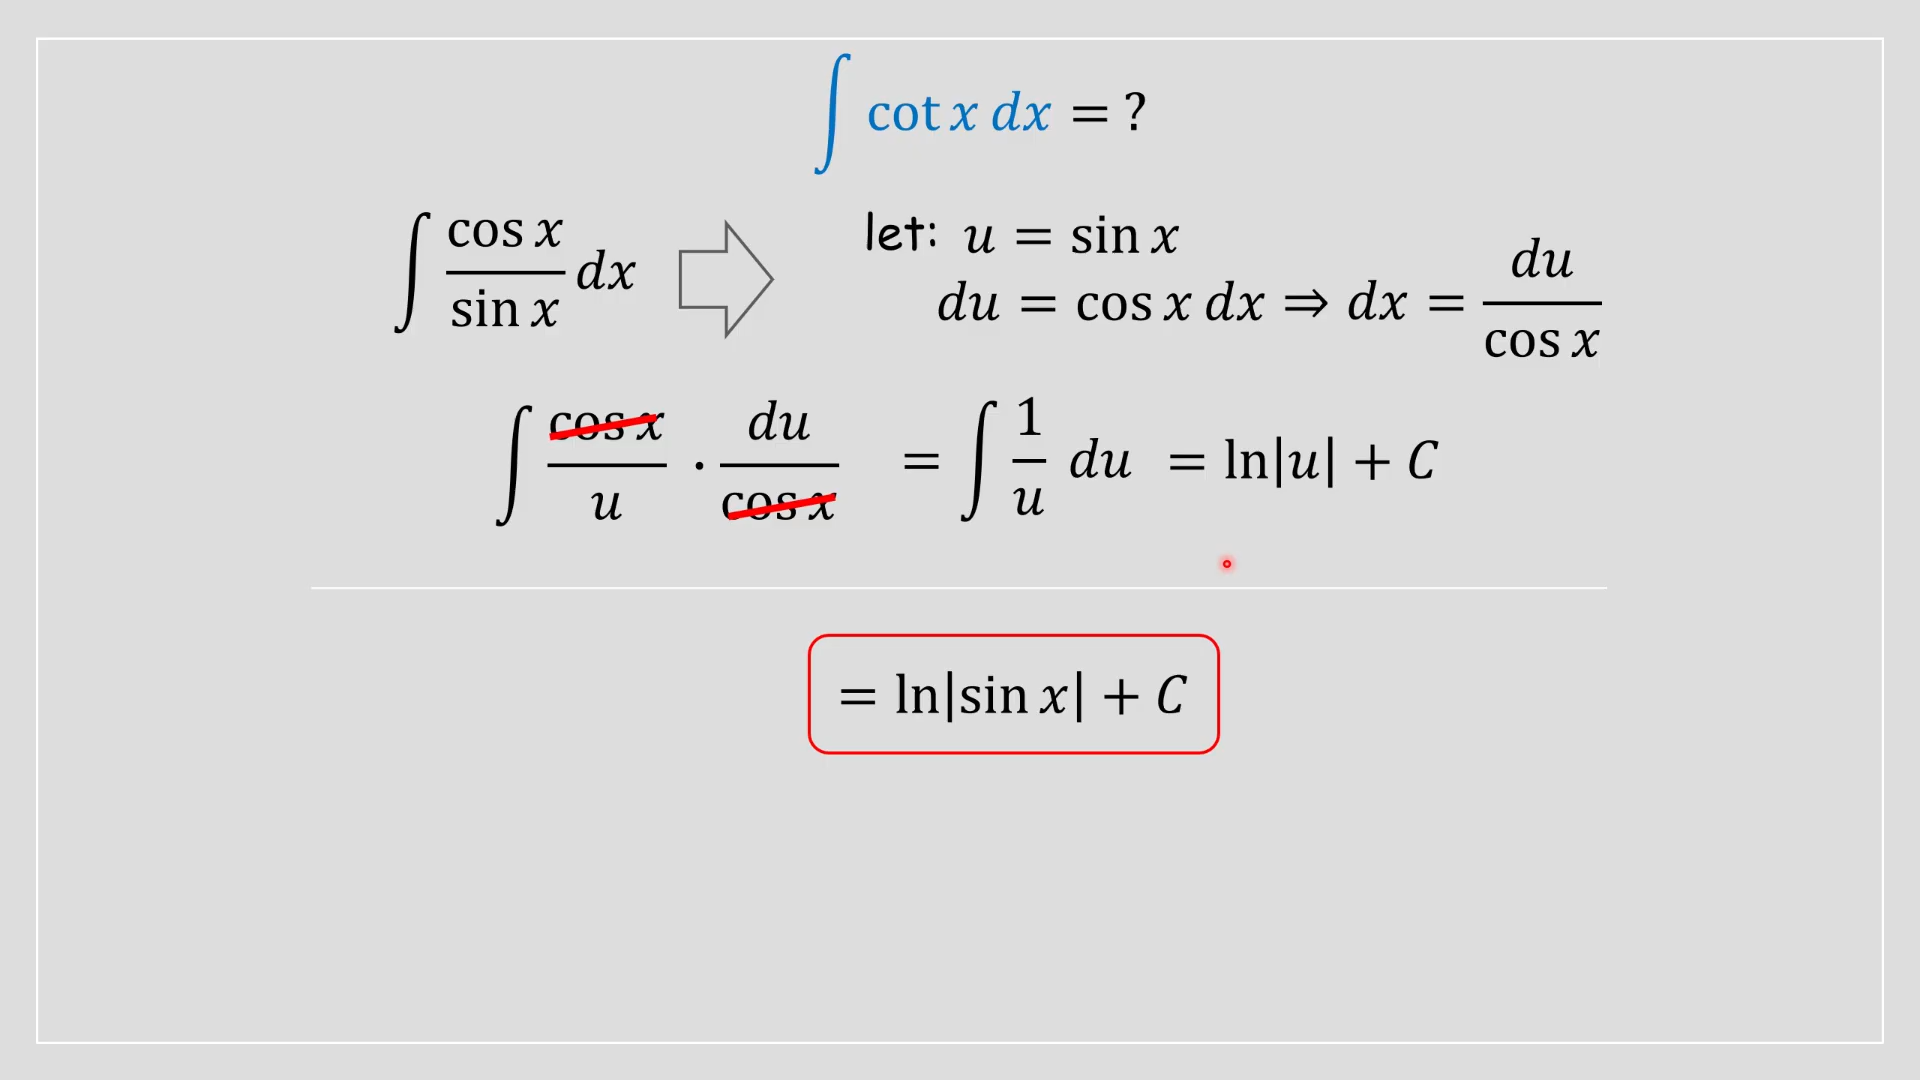 ∫ cot x dx = ?
∫ cos x / sin x dx
let: u = sin x
du = cos x dx ⇒ dx = du / cos x
∫ cos x / u · du / cos x = ∫ 1 / u du = ln|u| + C
= ln|sin x| + C